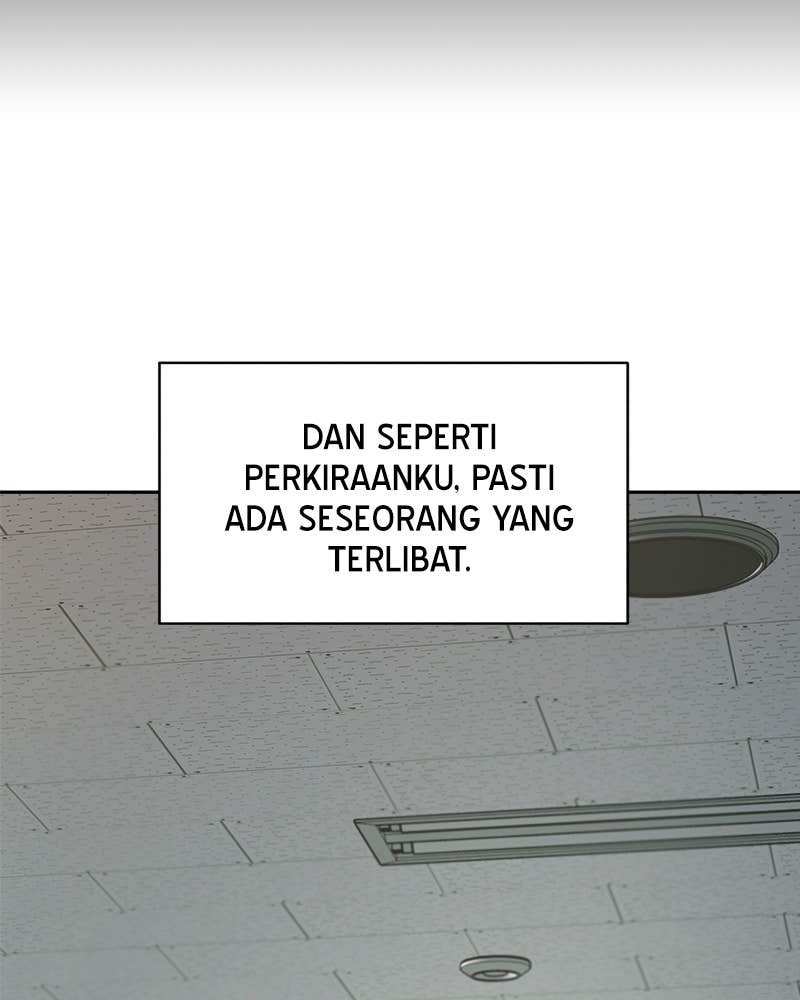 DAN SEPERTI
PERKIRAANKU, PASTI
ADA SESEORANG YANG
TERLIBAT.